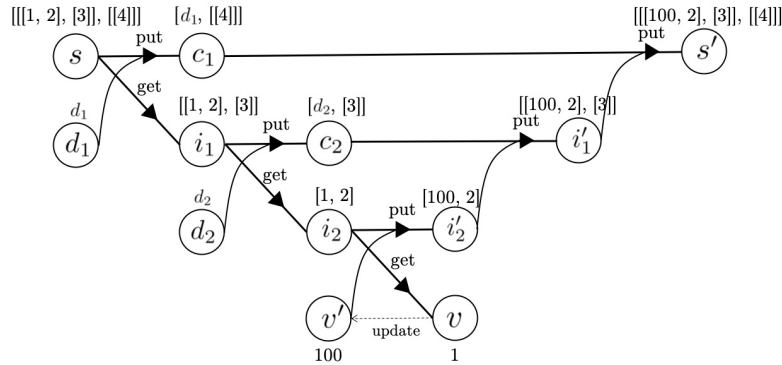 [[[1, 2], [3]], [[4]]]
[d₁, [[4]]]
[[[100, 2], [3]], [[4]]]
put
put
s
c₁
s′
get
d₁
[[1, 2], [3]]
[d₂, [3]]
[[100, 2], [3]]
put
put
d₁
i₁
c₂
i′₁
get
d₂
[1, 2]
[100, 2]
put
d₂
i₂
i′₂
get
v′
v
update
100
1